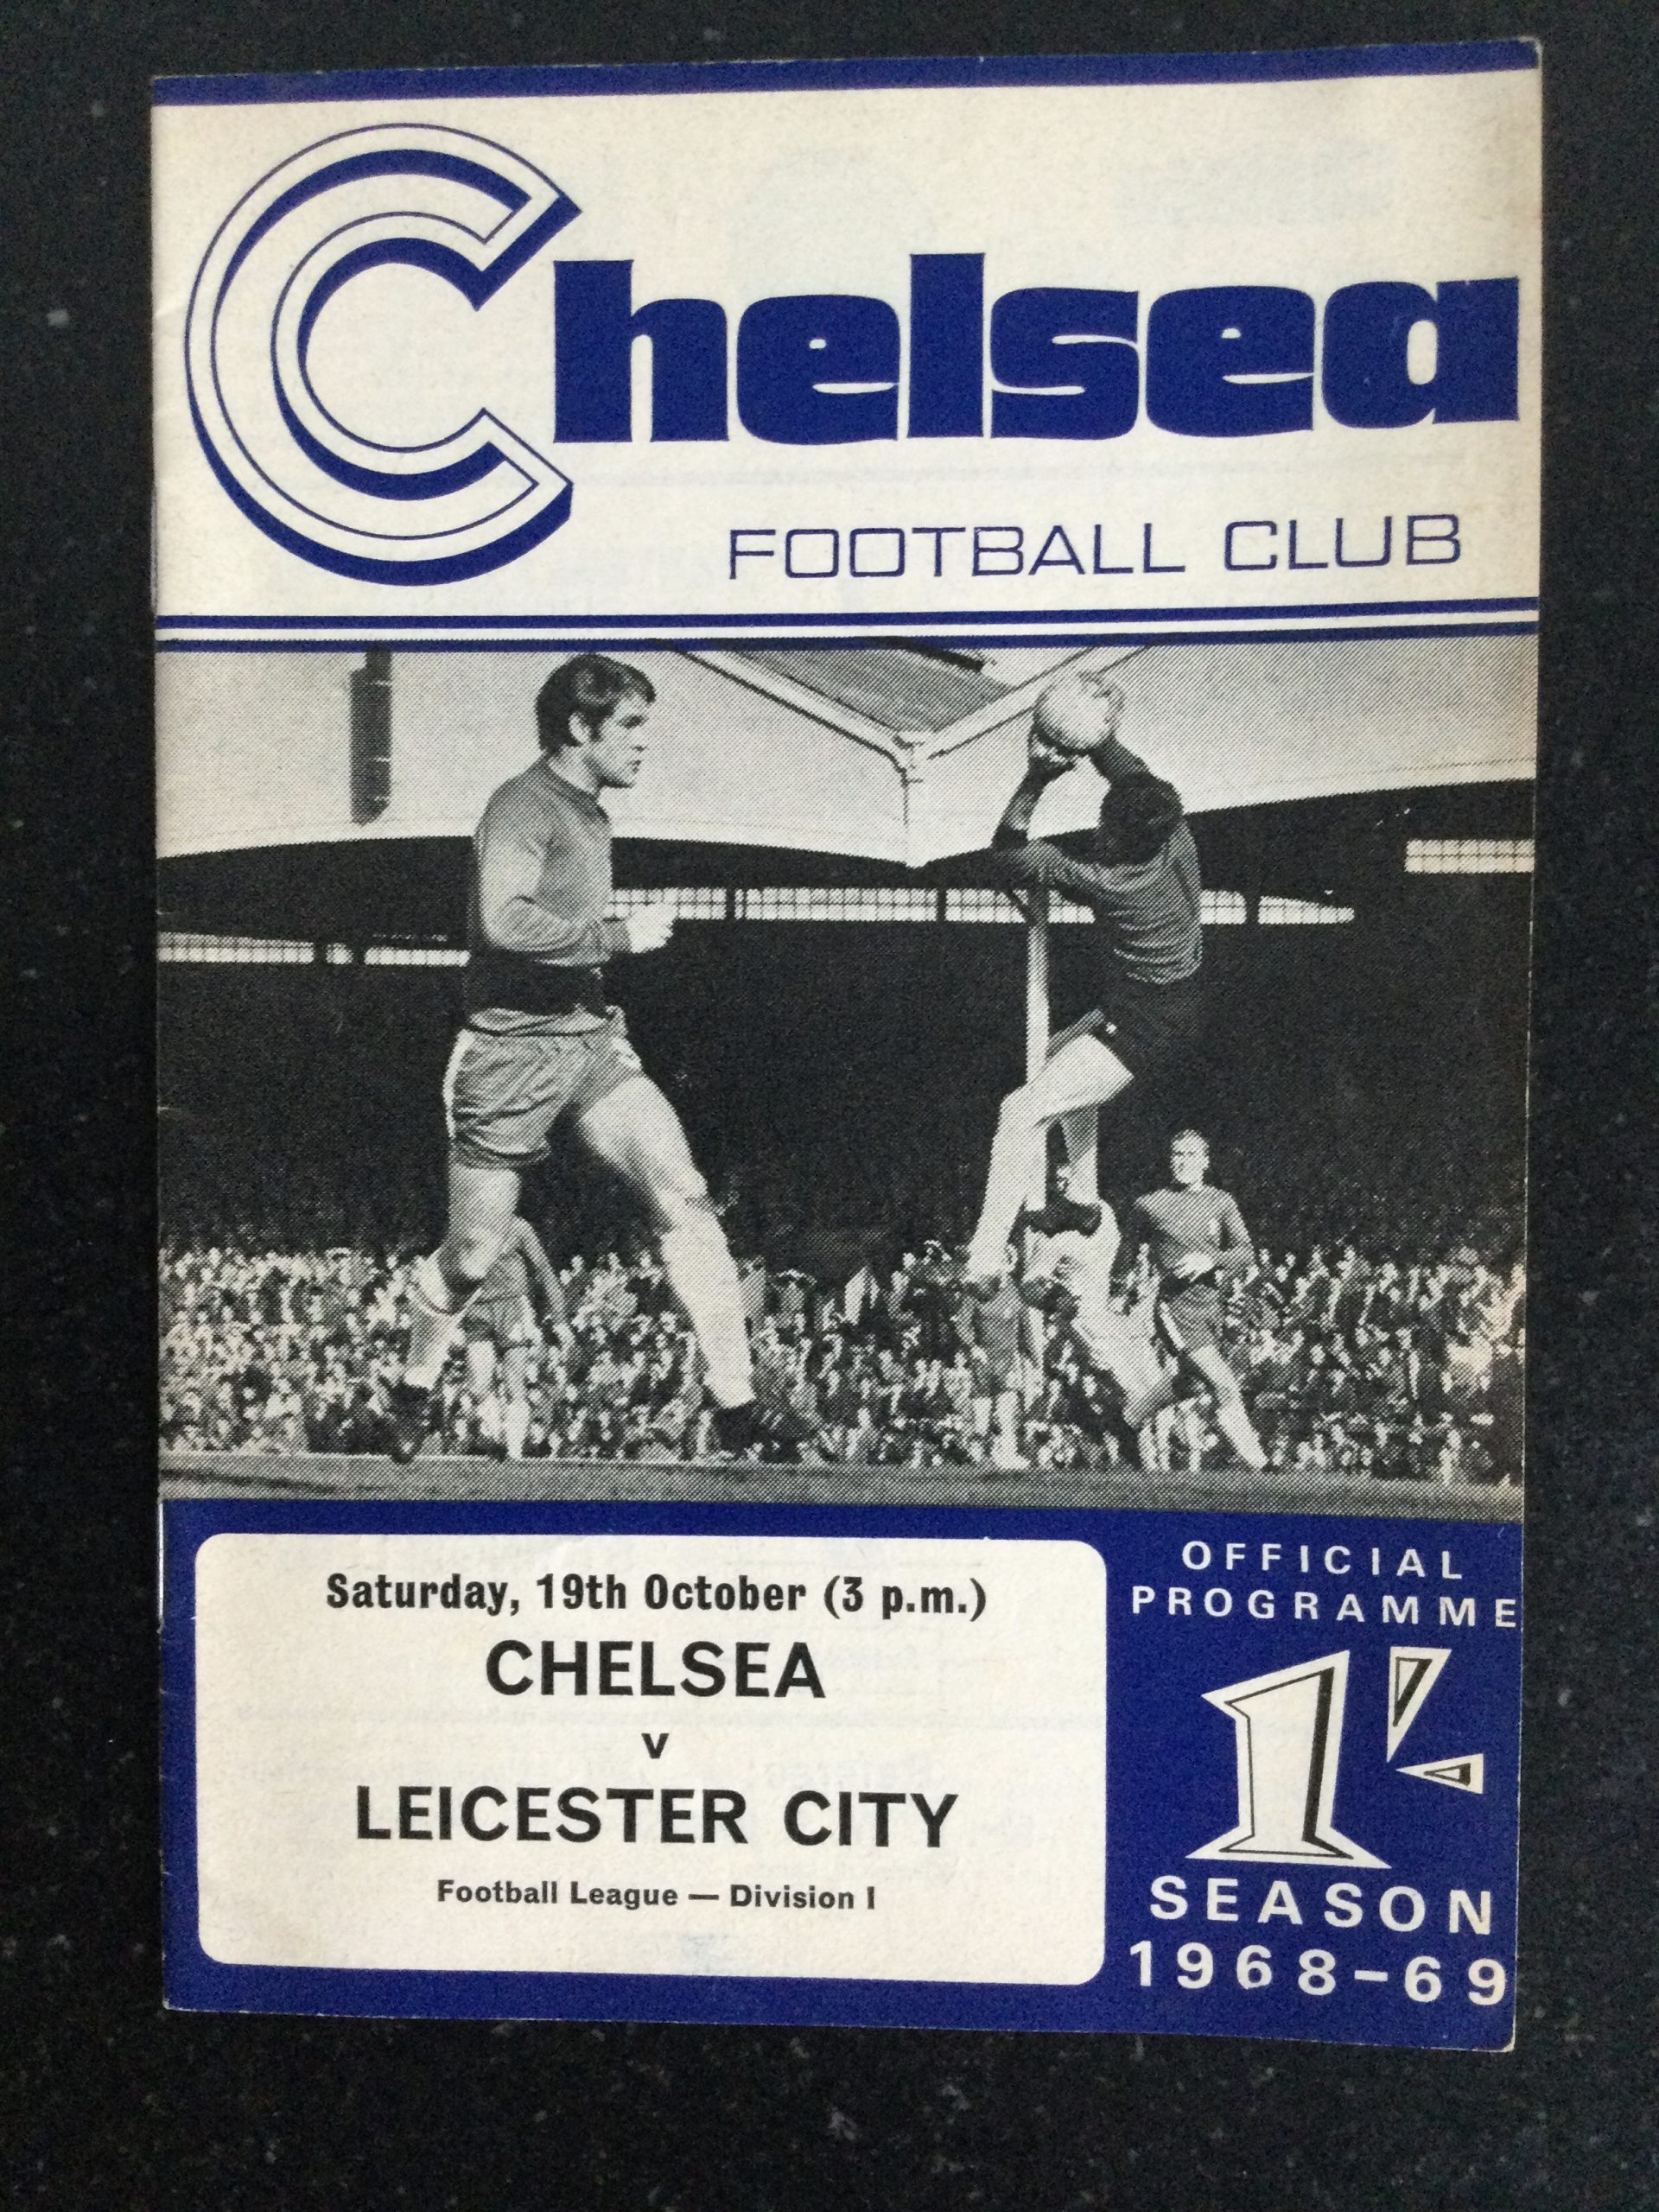 Chelsea
FOOTBALL CLUB
Saturday, 19th October (3 p.m.)
CHELSEA
v
LEICESTER CITY
Football League — Division I
OFFICIAL
PROGRAMME
1/-
SEASON
1968-69